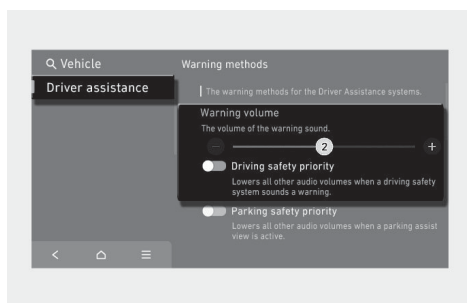 Vehicle
Warning methods
Driver assistance
The warning methods for the Driver Assistance systems.
Warning volume
The volume of the warning sound.
2
Driving safety priority
Lowers all other audio volumes when a driving safety
system sounds a warning.
Parking safety priority
Lowers all other audio volumes when a parking assist
view is active.